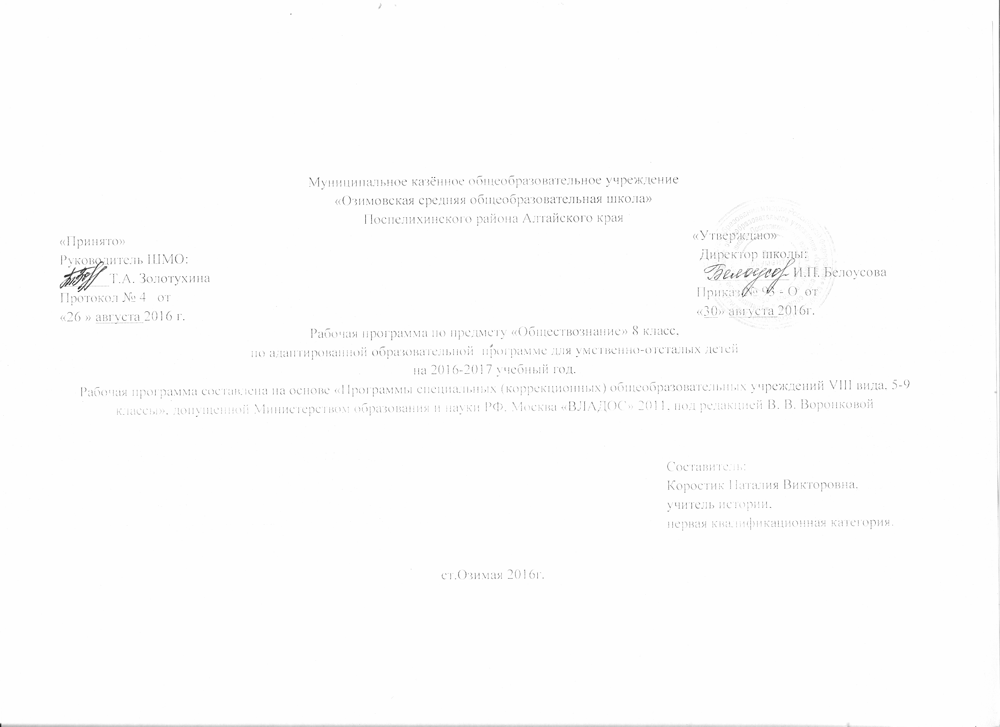 Муниципальное казённое общеобразовательное учреждение
«Озимовская средняя общеобразовательная школа»
Поспелихинского района Алтайского края
«Принято»
Руководитель ШМО:
Т.А. Золотухина
Протокол № 4 от
«26 » августа 2016 г.
«Утверждаю»
Директор школы:
Белоусов И.П. Белоусова
Приказ № 93 - О от
«30» августа 2016г.
Рабочая программа по предмету «Обществознание» 8 класс,
по адаптированной образовательной программе для умственно-отсталых детей
на 2016-2017 учебный год.
Рабочая программа составлена на основе «Программы специальных (коррекционных) общеобразовательных учреждений VIII вида. 5-9
классы», допущенной Министерством образования и науки РФ. Москва «ВЛАДОС» 2011. под редакцией В. В. Воронковой
Составитель:
Коростик Наталия Викторовна,
учитель истории,
первая квалификационная категория.
ст.Озимая 2016г.